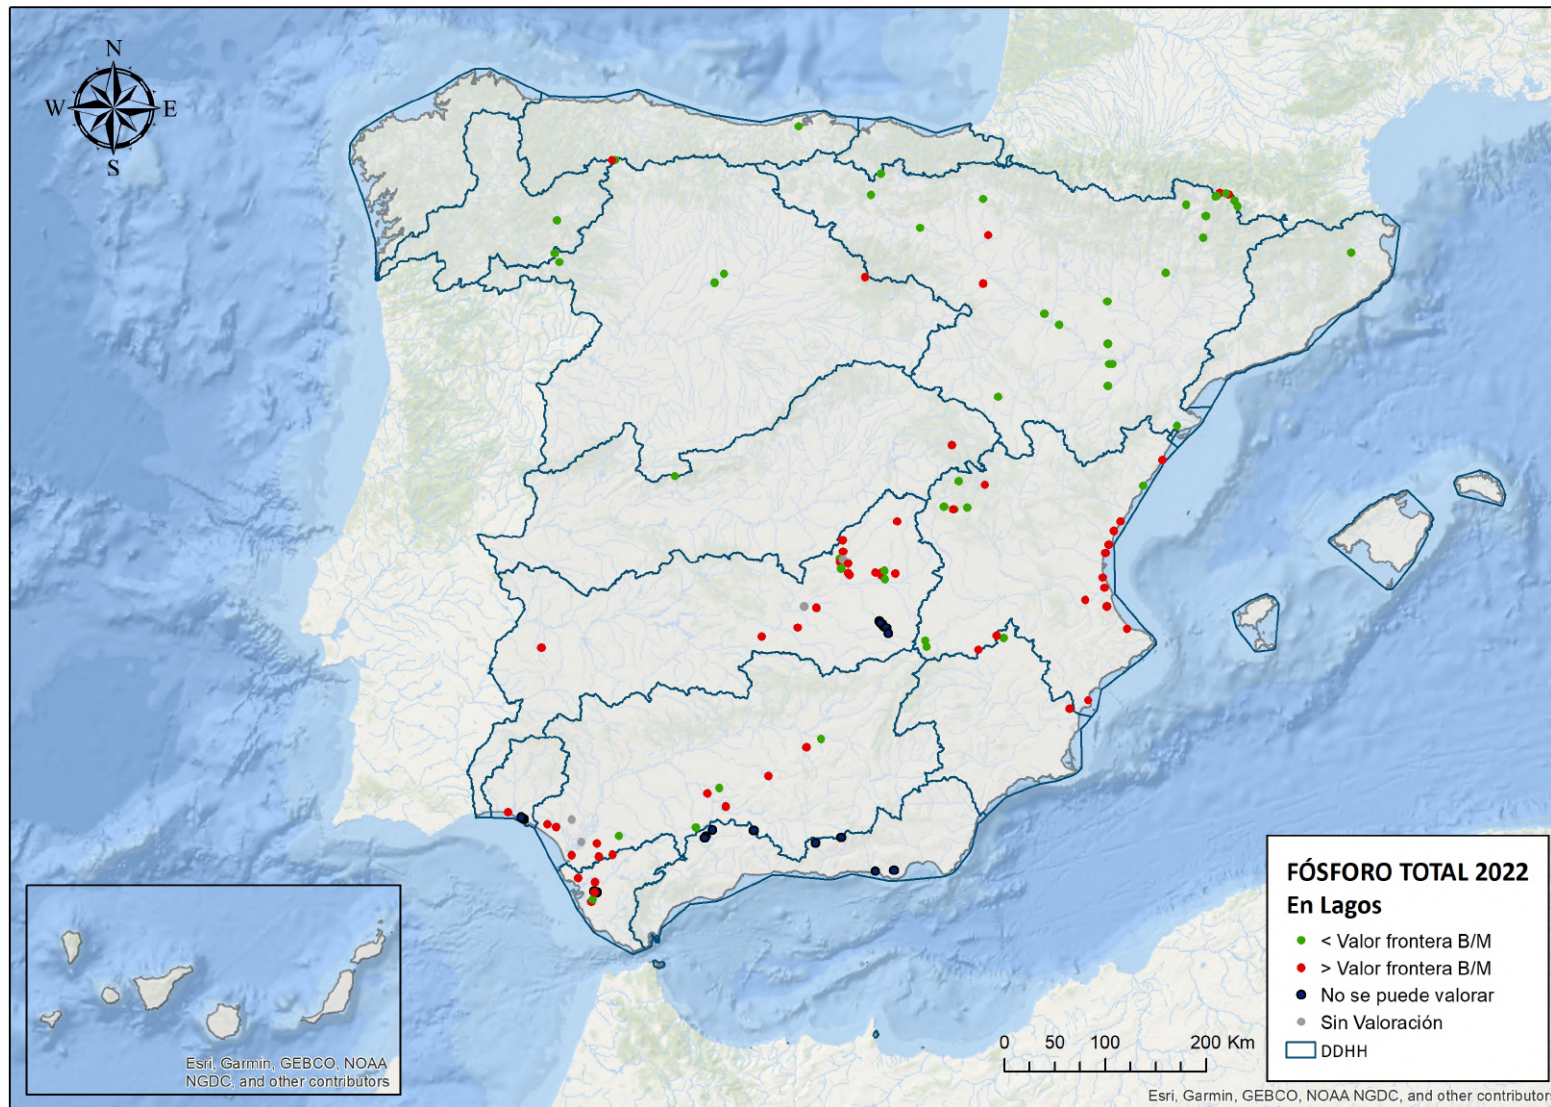 N
W
E
S
FÓSFORO TOTAL 2022
En Lagos
< Valor frontera B/M
> Valor frontera B/M
No se puede valorar
Sin Valoración
DDHH
0 50 100 200 Km
Esri, Garmin, GEBCO, NOAA
NGDC, and other contributors
Esri, Garmin, GEBCO, NOAA NGDC, and other contributors